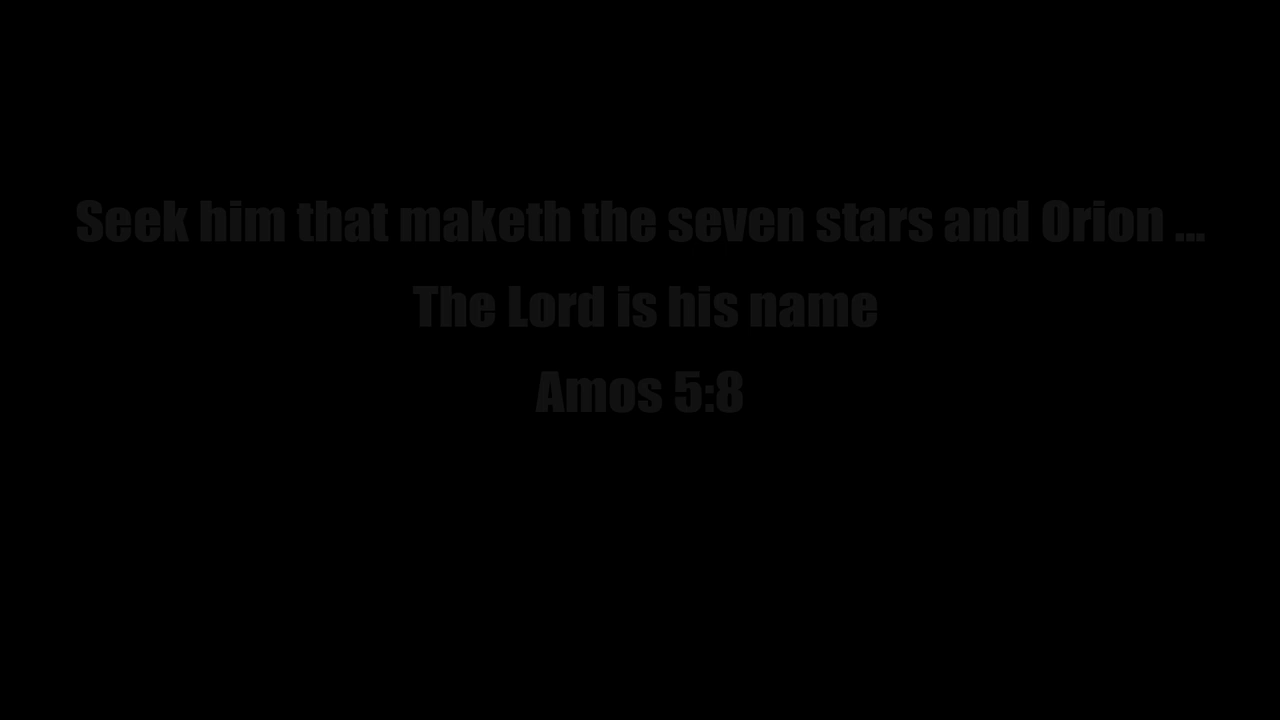 Seek him that maketh the seven stars and Orion ...
The Lord is his name
Amos 5:8